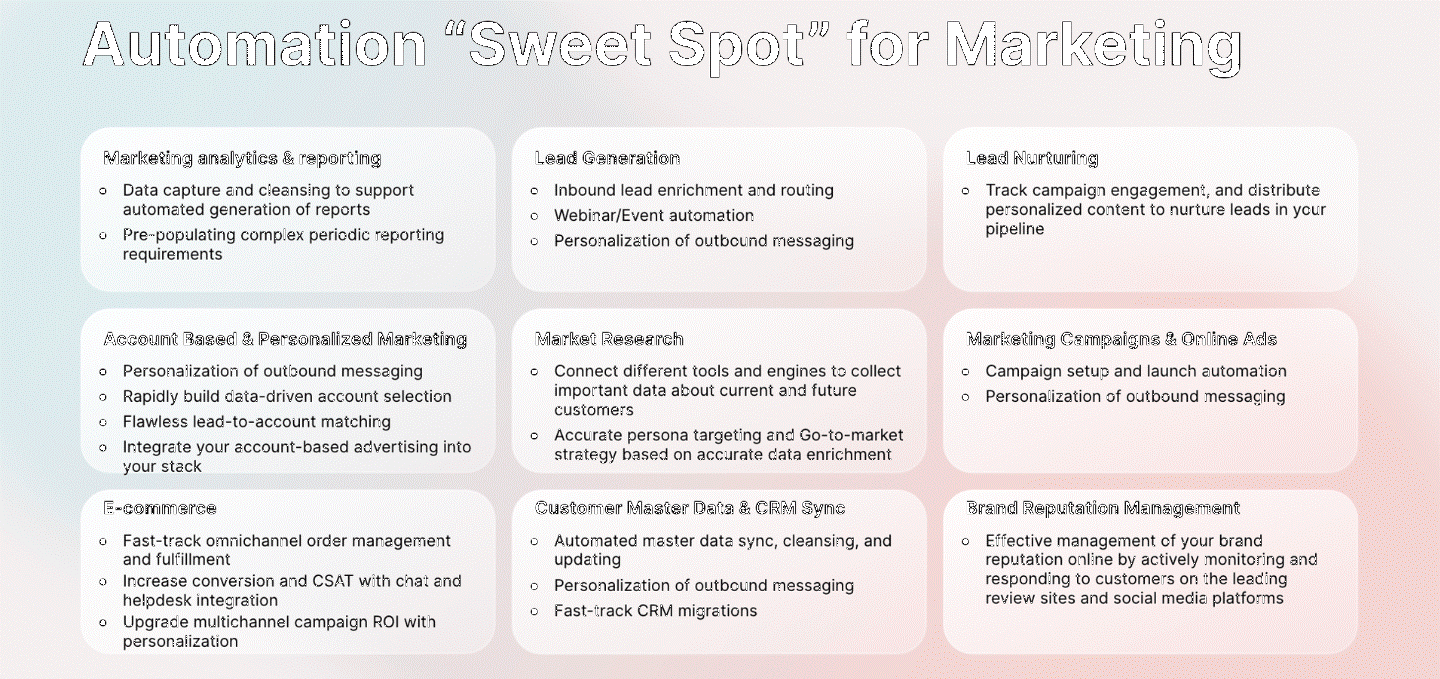 Automation “Sweet Spot” for Marketing
Marketing analytics & reporting
Data capture and cleansing to support
automated generation of reports
Pre-populating complex periodic reporting
requirements
Lead Generation
Inbound lead enrichment and routing
Webinar/Event automation
Personalization of outbound messaging
Lead Nurturing
Track campaign engagement, and distribute
personalized content to nurture leads in your
pipeline
Account Based & Personalized Marketing
Personalization of outbound messaging
Rapidly build data-driven account selection
Flawless lead-to-account matching
Integrate your account-based advertising into
your stack
Market Research
Connect different tools and engines to collect
important data about current and future
customers
Accurate persona targeting and Go-to-market
strategy based on accurate data enrichment
Marketing Campaigns & Online Ads
Campaign setup and launch automation
Personalization of outbound messaging
E-commerce
Fast-track omnichannel order management
and fulfillment
Increase conversion and CSAT with chat and
helpdesk integration
Upgrade multichannel campaign ROI with
personalization
Customer Master Data & CRM Sync
Automated master data sync, cleansing, and
updating
Personalization of outbound messaging
Fast-track CRM migrations
Brand Reputation Management
Effective management of your brand
reputation online by actively monitoring and
responding to customers on the leading
review sites and social media platforms